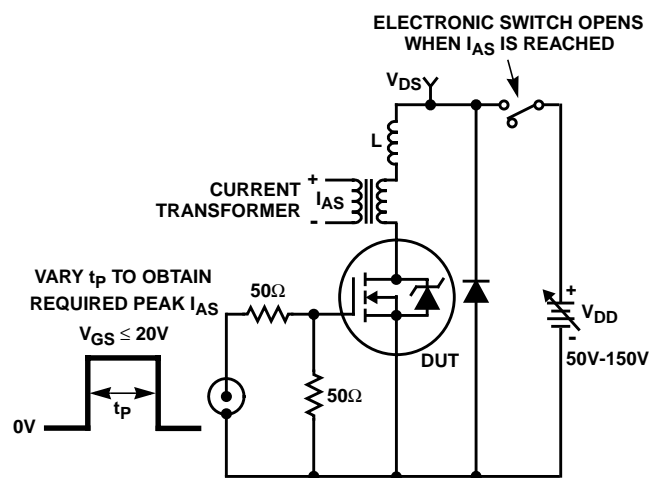 ELECTRONIC SWITCH OPENS
WHEN IAS IS REACHED
VDS
L
CURRENT
TRANSFORMER
+
IAS
-
VARY tP TO OBTAIN
REQUIRED PEAK IAS
VGS ≤ 20V
50Ω
+
VDD
-
50V-150V
DUT
50Ω
0V
tP